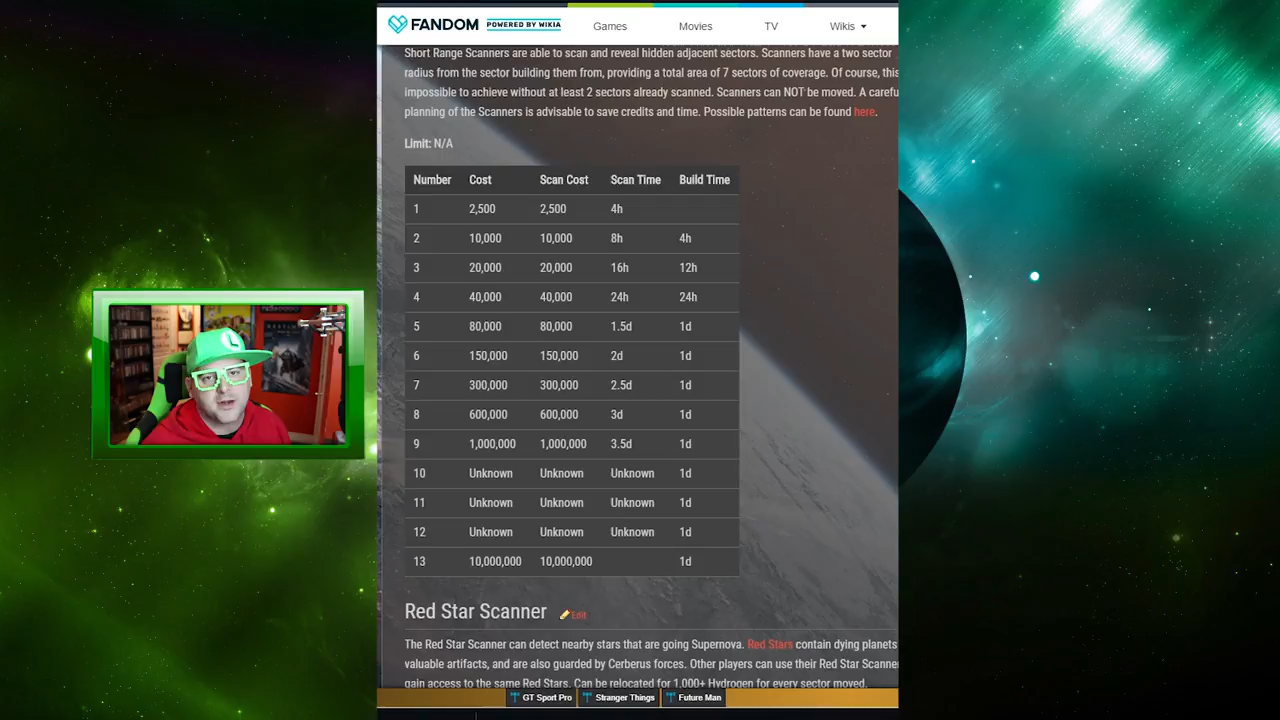 FANDOM POWERED BY WIKIA Games Movies TV Wikis
Short Range Scanners are able to scan and reveal hidden adjacent sectors. Scanners have a two sector
radius from the sector building them from, providing a total area of 7 sectors of coverage. Of course, this
impossible to achieve without at least 2 sectors already scanned. Scanners can NOT be moved. A carefu
planning of the Scanners is advisable to save credits and time. Possible patterns can be found here.
Limit: N/A
Number Cost Scan Cost Scan Time Build Time
1 2,500 2,500 4h
2 10,000 10,000 8h 4h
3 20,000 20,000 16h 12h
4 40,000 40,000 24h 24h
5 80,000 80,000 1.5d 1d
6 150,000 150,000 2d 1d
7 300,000 300,000 2.5d 1d
8 600,000 600,000 3d 1d
9 1,000,000 1,000,000 3.5d 1d
10 Unknown Unknown Unknown 1d
11 Unknown Unknown Unknown 1d
12 Unknown Unknown Unknown 1d
13 10,000,000 10,000,000 1d
Red Star Scanner Edit
The Red Star Scanner can detect nearby stars that are going Supernova. Red Stars contain dying planets
valuable artifacts, and are also guarded by Cerberus forces. Other players can use their Red Star Scanne
gain access to the same Red Stars. Can be relocated for 1,000+ Hydrogen for every sector moved.
GT Sport Pro Stranger Things Future Man